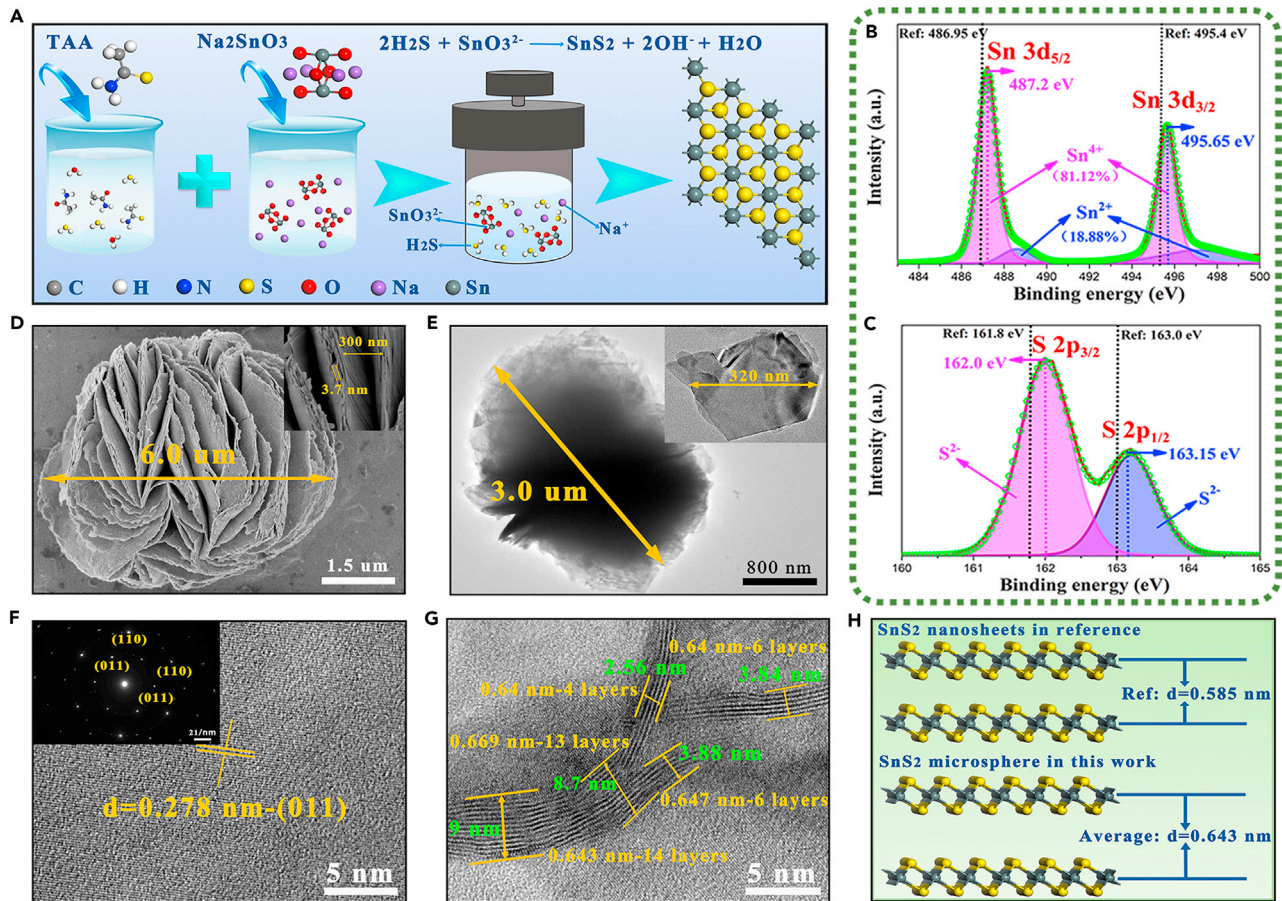 A
TAA
Na2SnO3
2H2S + SnO3²⁻ → SnS2 + 2OH⁻ + H2O
SnO3²⁻
H2S
Na⁺
C H N S O Na Sn
B
Ref: 486.95 eV
Ref: 495.4 eV
Sn 3d5/2
487.2 eV
Sn 3d3/2
495.65 eV
Sn⁴⁺
(81.12%)
Sn²⁺
(18.88%)
Intensity (a.u.)
484 486 488 490 492 494 496 498 500
Binding energy (eV)
C
Ref: 161.8 eV
Ref: 163.0 eV
S 2p3/2
162.0 eV
S 2p1/2
163.15 eV
S²⁻
S²⁻
Intensity (a.u.)
160 161 162 163 164 165
Binding energy (eV)
D
300 nm
3.7 nm
6.0 um
1.5 um
E
320 nm
3.0 um
800 nm
F
(1̄10)
(011)
(110)
(011)
21/nm
d=0.278 nm-(011)
5 nm
G
0.64 nm-6 layers
2.56 nm
3.84 nm
0.64 nm-4 layers
0.669 nm-13 layers
3.88 nm
8.7 nm
0.647 nm-6 layers
9 nm
0.643 nm-14 layers
5 nm
H
SnS2 nanosheets in reference
Ref: d=0.585 nm
SnS2 microsphere in this work
Average: d=0.643 nm